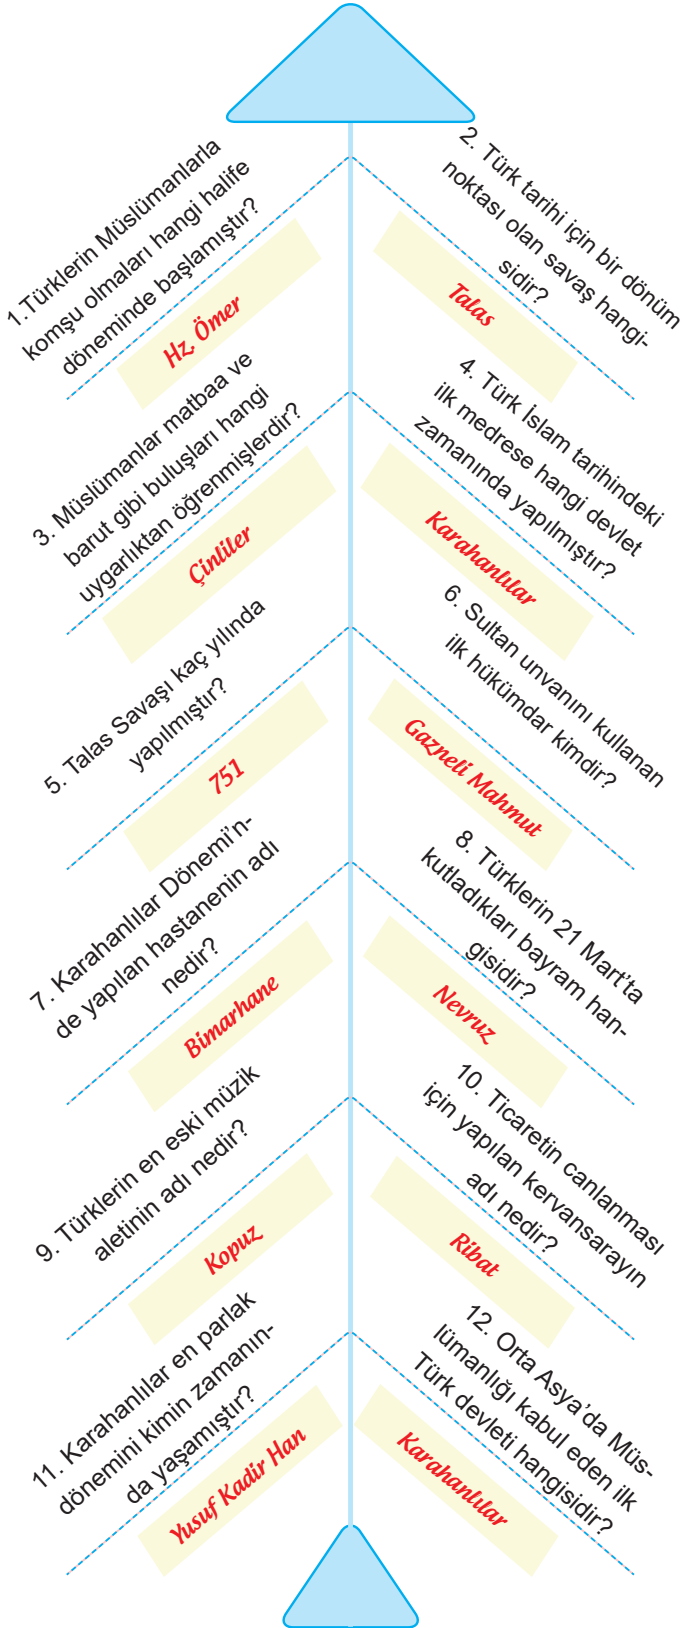 1.Türklerin Müslümanlarla
komşu olmaları hangi halife
döneminde başlamıştır?
Hz. Ömer
2. Türk tarihi için bir dönüm
noktası olan savaş hangi-
sidir?
Talas
3. Müslümanlar matbaa ve
barut gibi buluşları hangi
uygarlıktan öğrenmişlerdir?
Çinliler
4. Türk İslam tarihindeki
ilk medrese hangi devlet
zamanında yapılmıştır?
Karahanlılar
5. Talas Savaşı kaç yılında
yapılmıştır?
751
6. Sultan unvanını kullanan
ilk hükümdar kimdir?
Gazneli Mahmut
7. Karahanlılar Dönemi’n-
de yapılan hastanenin adı
nedir?
Bimarhane
8. Türklerin 21 Mart’ta
kutladıkları bayram han-
gisidir?
Nevruz
9. Türklerin en eski müzik
aletinin adı nedir?
Kopuz
10. Ticaretin canlanması
için yapılan kervansarayın
adı nedir?
Ribat
11. Karahanlılar en parlak
dönemini kimin zamanın-
da yaşamıştır?
Yusuf Kadir Han
12. Orta Asya’da Müs-
lümanlığı kabul eden ilk
Türk devleti hangisidir?
Karahanlılar